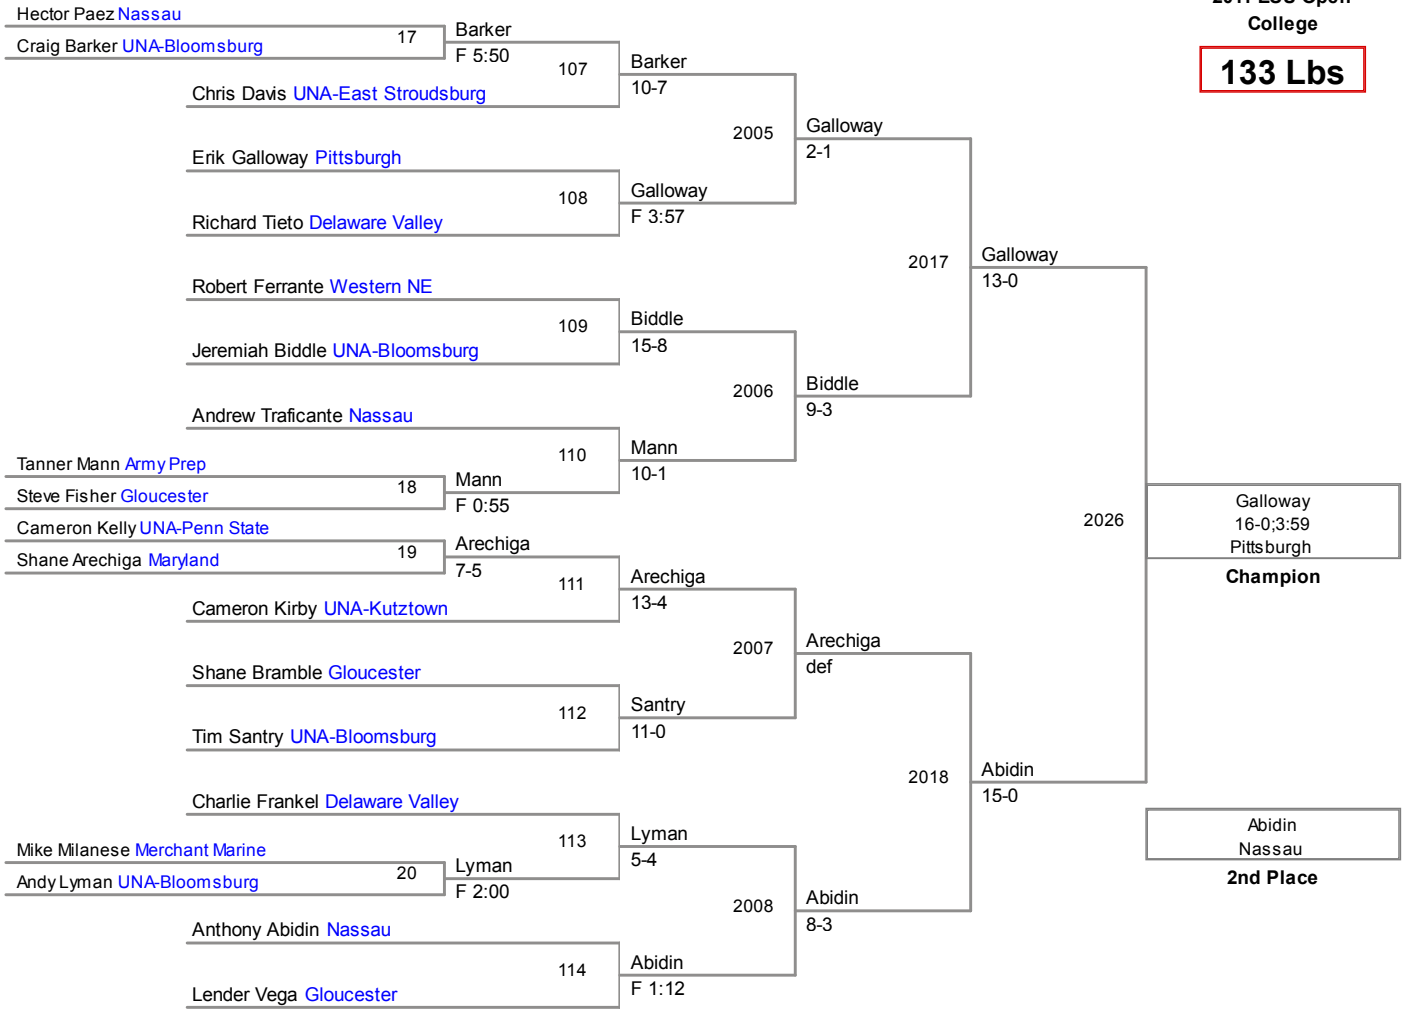 College
133 Lbs
Hector Paez Nassau
17
Craig Barker UNA-Bloomsburg
Barker
F 5:50
107
Chris Davis UNA-East Stroudsburg
Barker
10-7
2005
Erik Galloway Pittsburgh
108
Richard Tieto Delaware Valley
Galloway
F 3:57
Galloway
2-1
2017
Robert Ferrante Western NE
109
Jeremiah Biddle UNA-Bloomsburg
Biddle
15-8
2006
Andrew Traficante Nassau
110
Tanner Mann Army Prep
18
Steve Fisher Gloucester
Mann
F 0:55
Mann
10-1
Biddle
9-3
Galloway
13-0
2026
Cameron Kelly UNA-Penn State
19
Shane Arechiga Maryland
Arechiga
7-5
111
Cameron Kirby UNA-Kutztown
Arechiga
13-4
2007
Shane Bramble Gloucester
112
Tim Santry UNA-Bloomsburg
Santry
11-0
Arechiga
def
2018
Charlie Frankel Delaware Valley
113
Mike Milanese Merchant Marine
20
Andy Lyman UNA-Bloomsburg
Lyman
F 2:00
Lyman
5-4
2008
Anthony Abidin Nassau
114
Lender Vega Gloucester
Abidin
F 1:12
Abidin
8-3
Abidin
15-0
Galloway
16-0;3:59
Pittsburgh
Champion
Abidin
Nassau
2nd Place